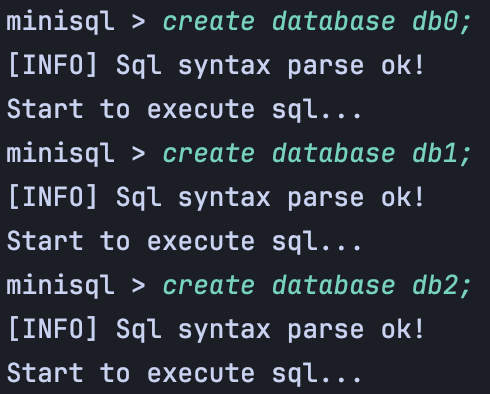 minisql > create database db0;
[INFO] Sql syntax parse ok!
Start to execute sql...
minisql > create database db1;
[INFO] Sql syntax parse ok!
Start to execute sql...
minisql > create database db2;
[INFO] Sql syntax parse ok!
Start to execute sql...